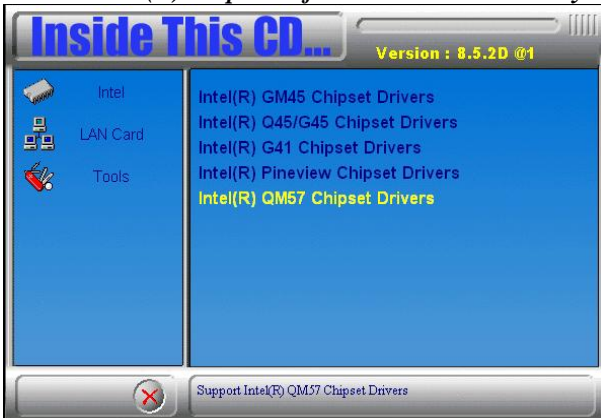 Inside This CD...
Version : 8.5.2D @1
Intel
LAN Card
Tools
Intel(R) GM45 Chipset Drivers
Intel(R) Q45/G45 Chipset Drivers
Intel(R) G41 Chipset Drivers
Intel(R) Pineview Chipset Drivers
Intel(R) QM57 Chipset Drivers
Support Intel(R) QM57 Chipset Drivers